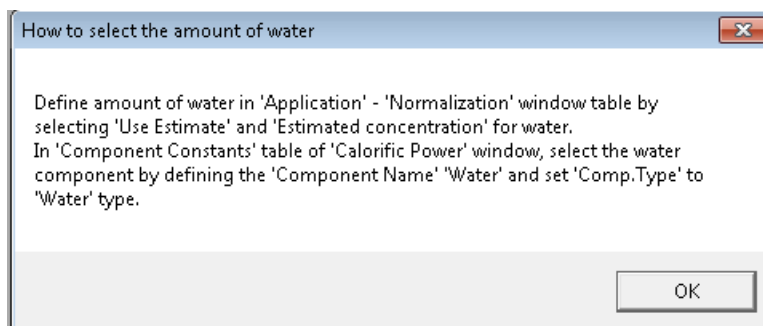 How to select the amount of water
Define amount of water in 'Application' - 'Normalization' window table by
selecting 'Use Estimate' and 'Estimated concentration' for water.
In 'Component Constants' table of 'Calorific Power' window, select the water
component by defining the 'Component Name' 'Water' and set 'Comp.Type' to
'Water' type.
OK